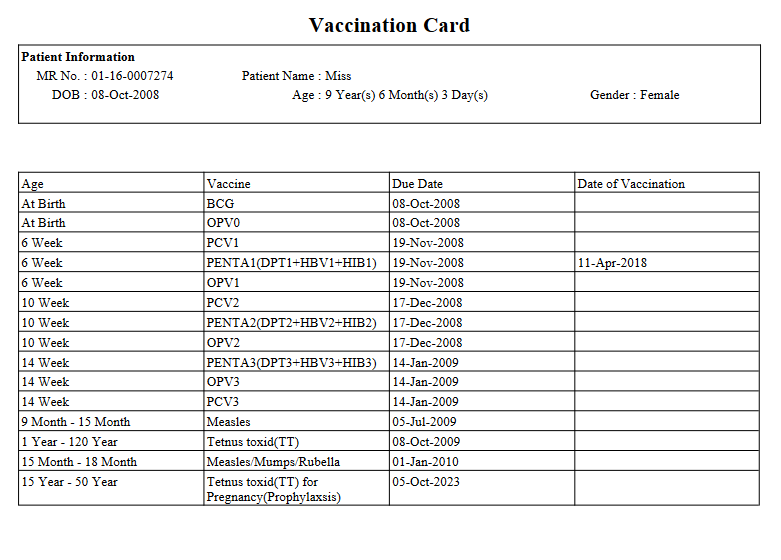 Vaccination Card
Patient Information
MR No. : 01-16-0007274 Patient Name : Miss
DOB : 08-Oct-2008 Age : 9 Year(s) 6 Month(s) 3 Day(s) Gender : Female
Age Vaccine Due Date Date of Vaccination
At Birth BCG 08-Oct-2008
At Birth OPV0 08-Oct-2008
6 Week PCV1 19-Nov-2008
6 Week PENTA1(DPT1+HBV1+HIB1) 19-Nov-2008 11-Apr-2018
6 Week OPV1 19-Nov-2008
10 Week PCV2 17-Dec-2008
10 Week PENTA2(DPT2+HBV2+HIB2) 17-Dec-2008
10 Week OPV2 17-Dec-2008
14 Week PENTA3(DPT3+HBV3+HIB3) 14-Jan-2009
14 Week OPV3 14-Jan-2009
14 Week PCV3 14-Jan-2009
9 Month - 15 Month Measles 05-Jul-2009
1 Year - 120 Year Tetnus toxid(TT) 08-Oct-2009
15 Month - 18 Month Measles/Mumps/Rubella 01-Jan-2010
15 Year - 50 Year Tetnus toxid(TT) for 05-Oct-2023
Pregnancy(Prophylaxsis)